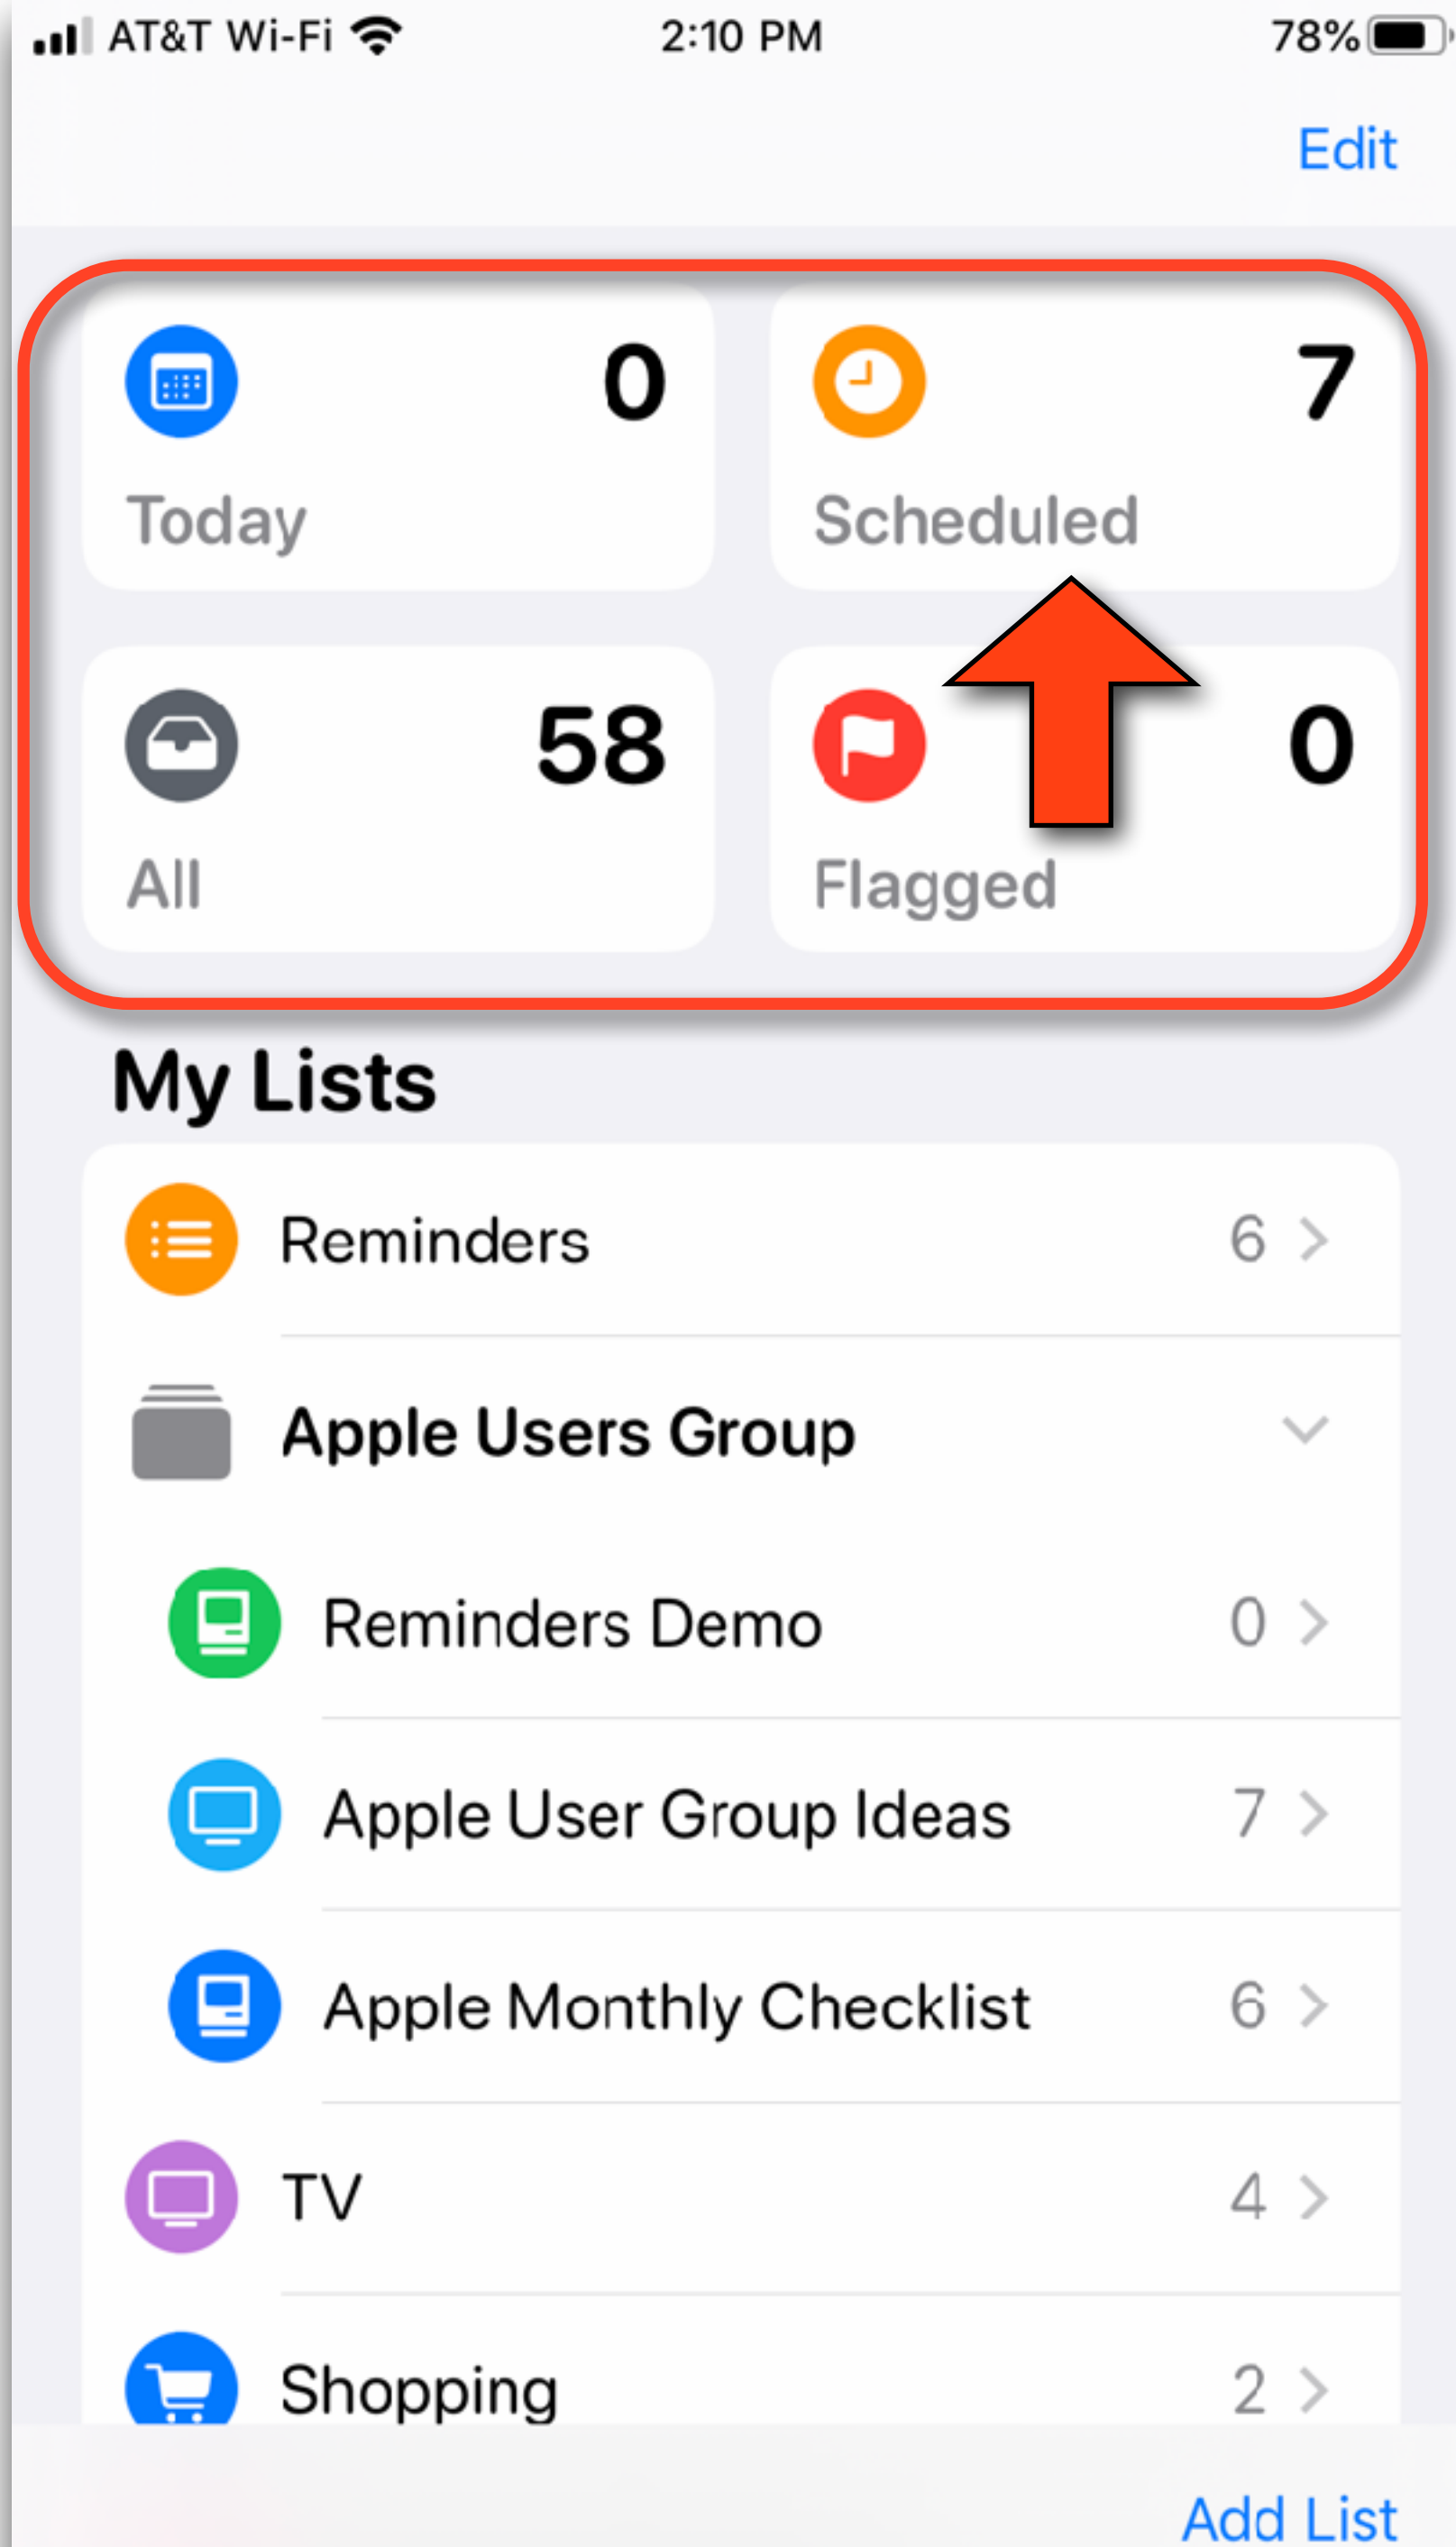 AT&T Wi-Fi 2:10 PM 78%
Edit
0 7
Today Scheduled
58 0
All Flagged
My Lists
Reminders 6
Apple Users Group
Reminders Demo 0
Apple User Group Ideas 7
Apple Monthly Checklist 6
TV 4
Shopping 2
Add List